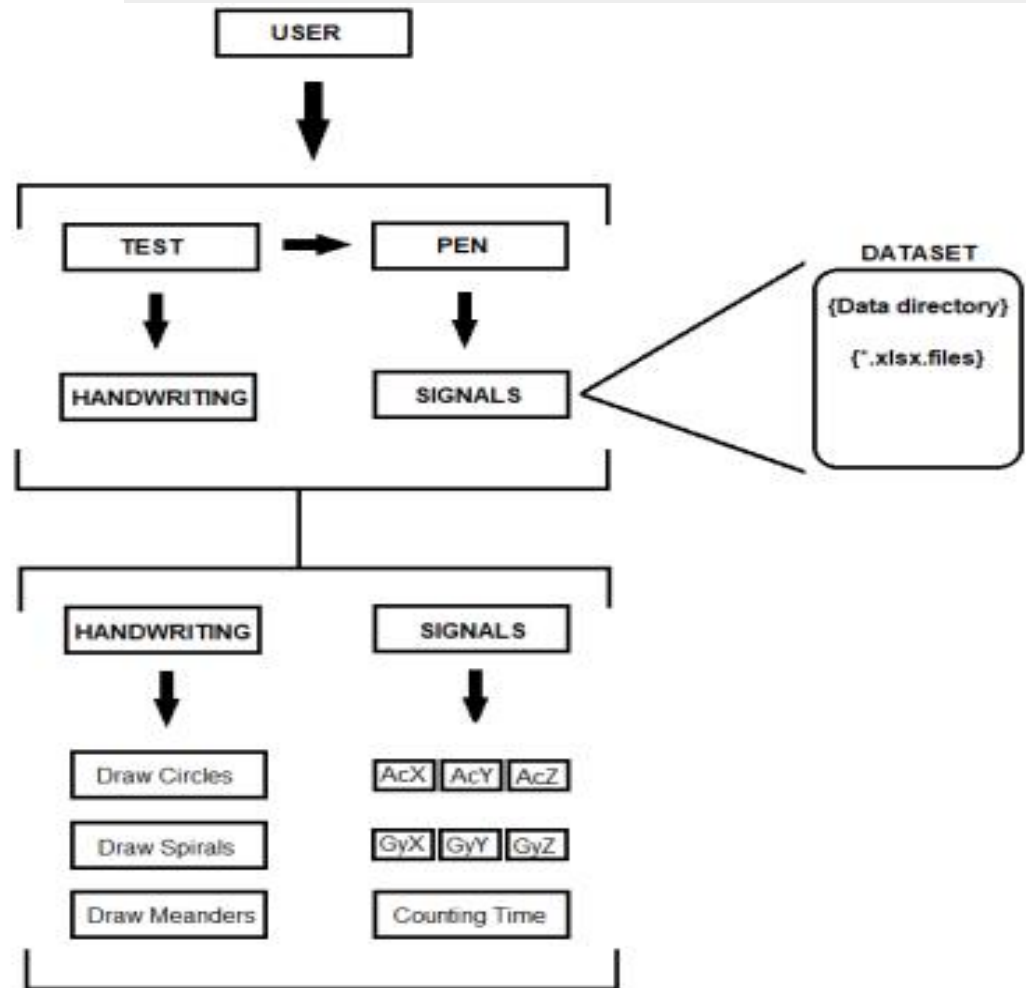 USER
TEST
PEN
DATASET
{Data directory}
{*.xlsx.files}
HANDWRITING
SIGNALS
HANDWRITING
SIGNALS
Draw Circles
AcX AcY AcZ
Draw Spirals
GyX GyY GyZ
Draw Meanders
Counting Time